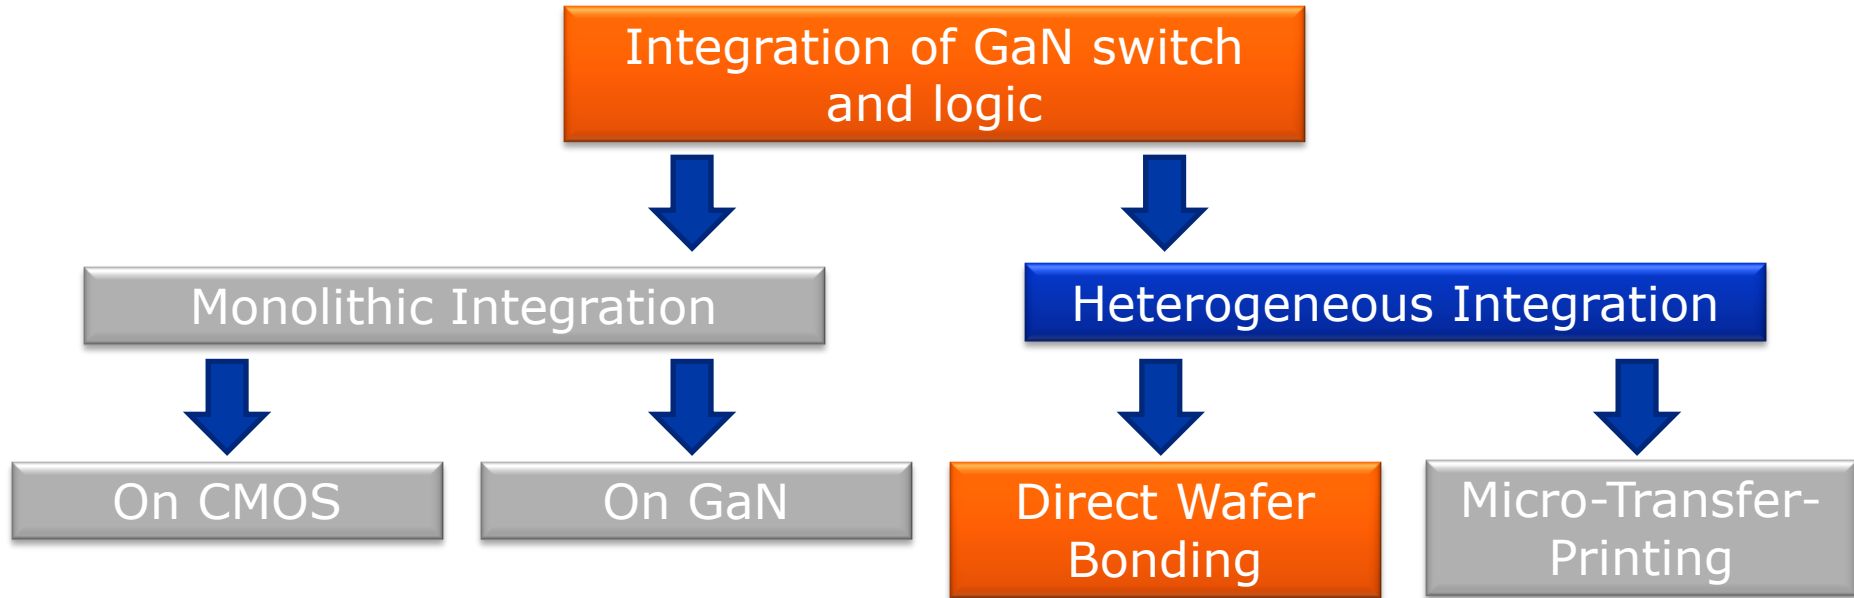 Integration of GaN switch
and logic
Monolithic Integration
Heterogeneous Integration
On CMOS
On GaN
Direct Wafer
Bonding
Micro-Transfer-
Printing